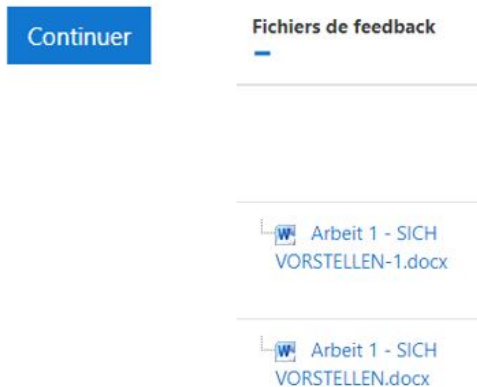 Continuer
Fichiers de feedback
Arbeit 1 - SICH
VORSTELLEN-1.docx
Arbeit 1 - SICH
VORSTELLEN.docx